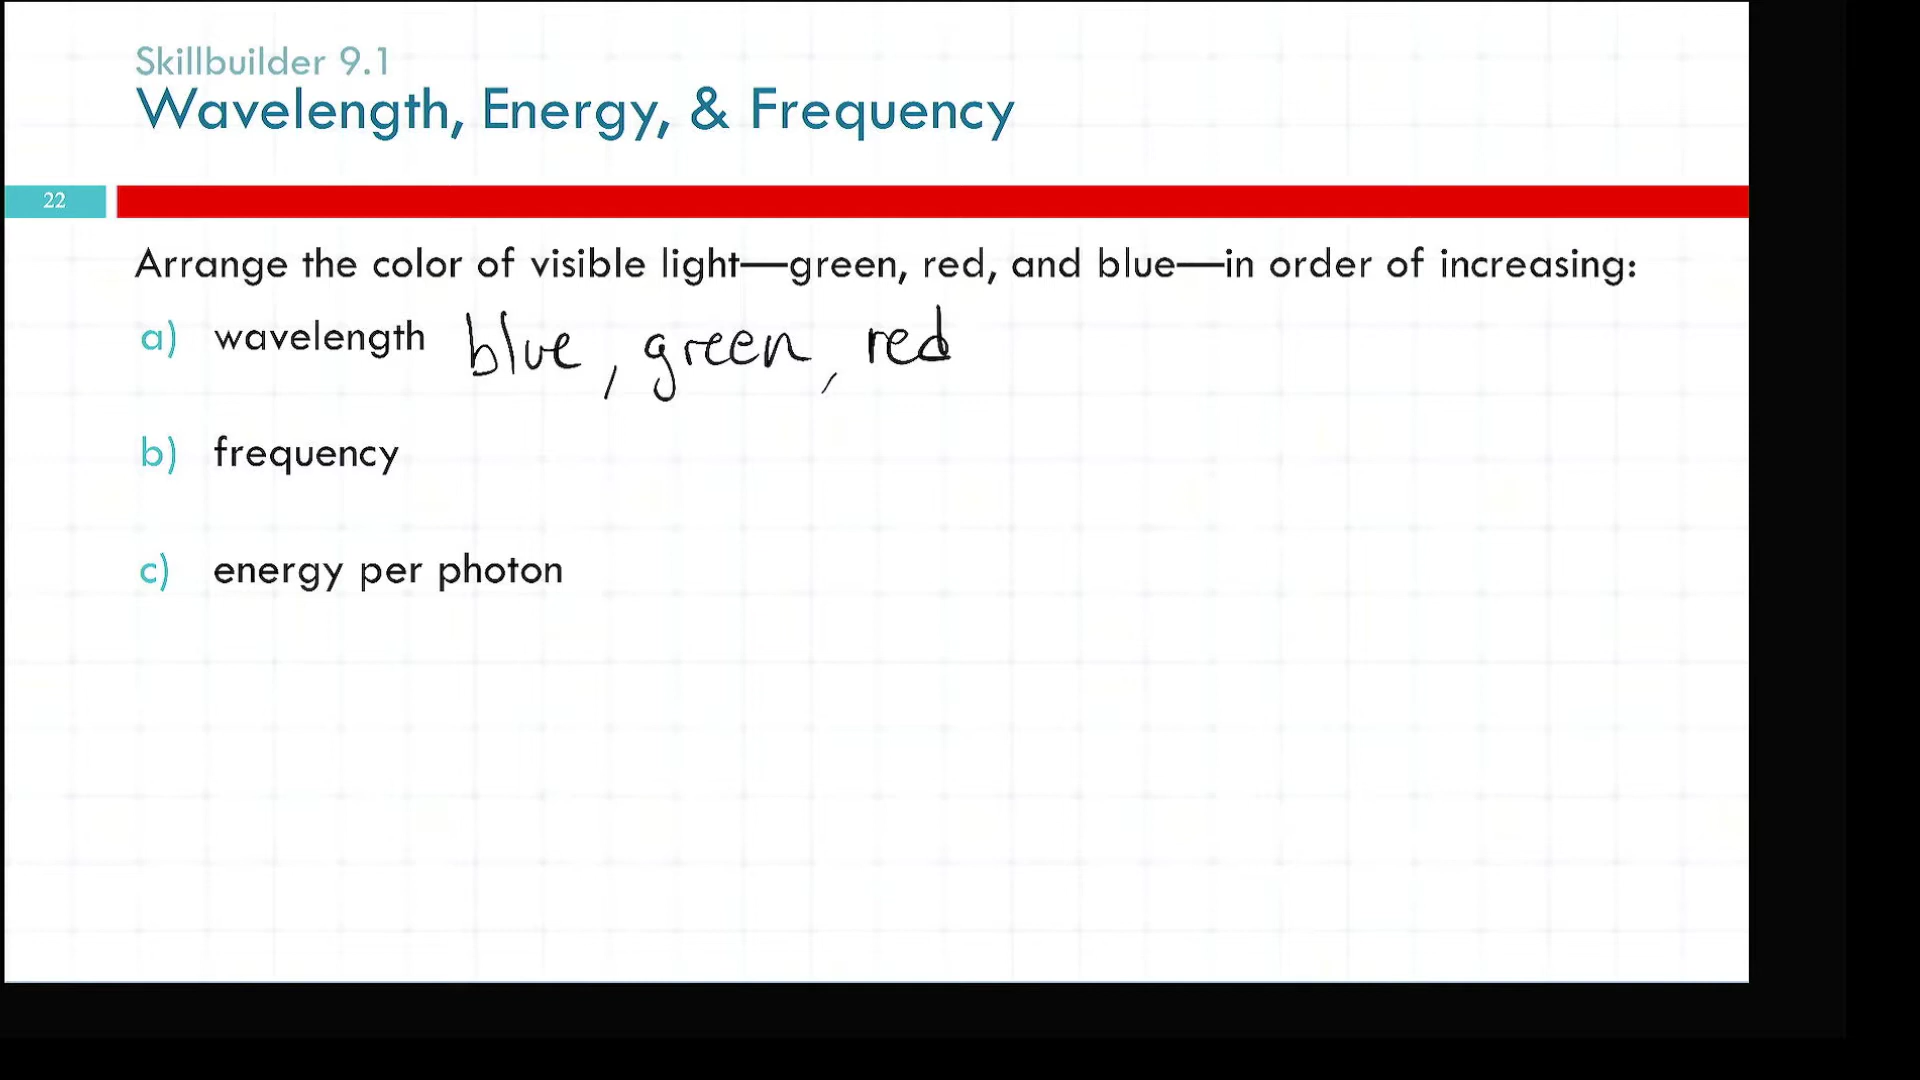 Skillbuilder 9.1
Wavelength, Energy, & Frequency
22
Arrange the color of visible light—green, red, and blue—in order of increasing:
a) wavelength blue, green, red
b) frequency
c) energy per photon